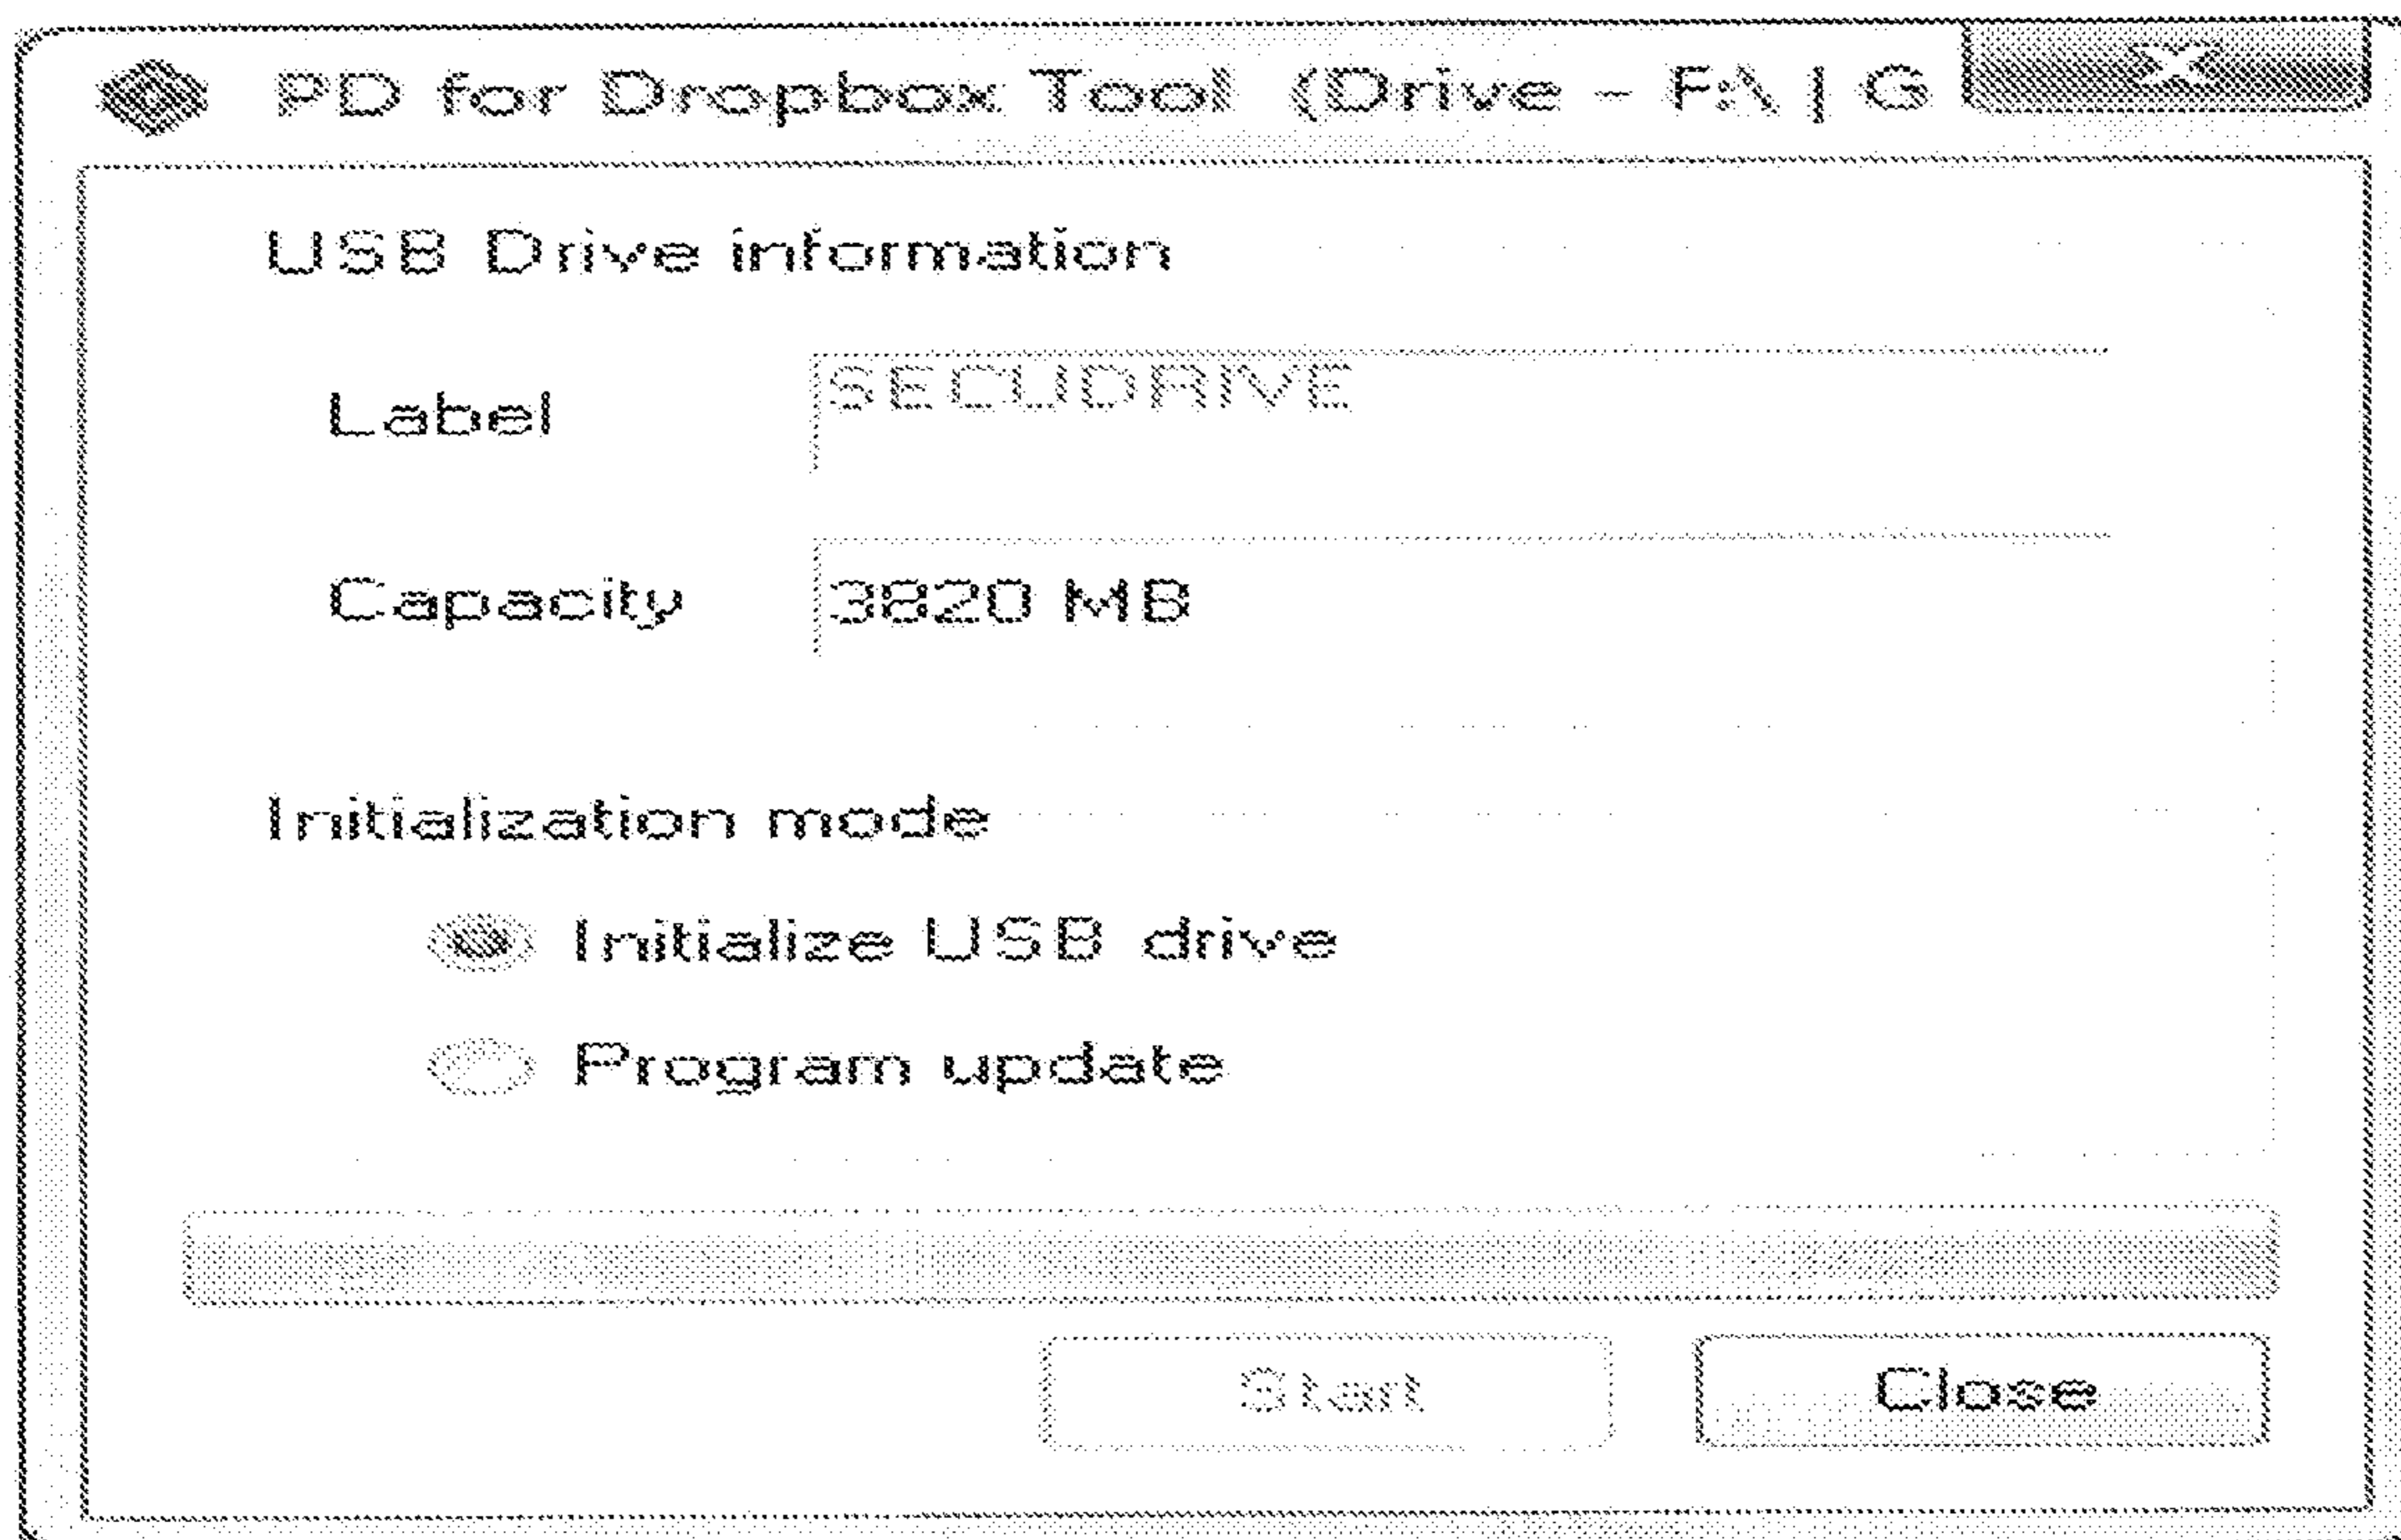 PD for Dropbox Tool (Drive - F:\ | G
USB Drive information
Label SECUDRIVE
Capacity 3820 MB
Initialization mode
Initialize USB drive
Program update
Start Close